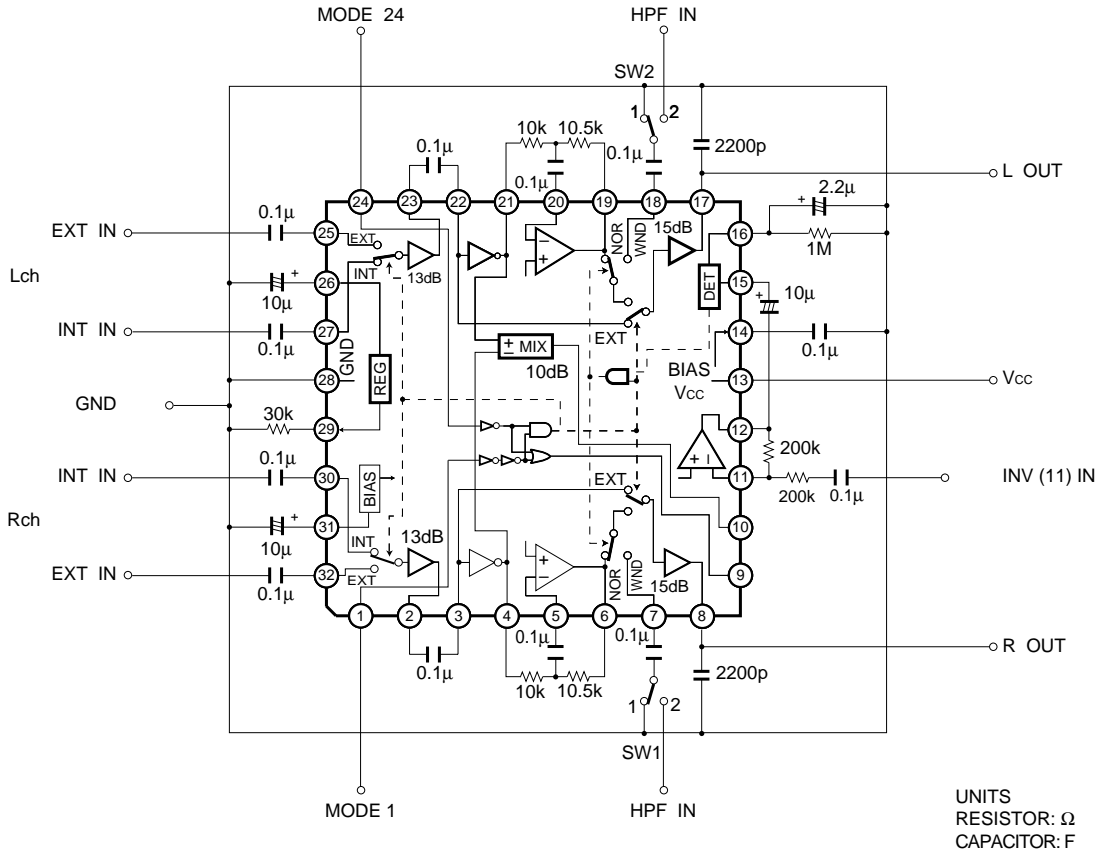 MODE 24
HPF IN
SW2
1 2
10k 10.5k
0.1µ
0.1µ
0.1µ
2200p
L OUT
2.2µ
+
24 23 22 21 20 19 18 17
EXT IN
0.1µ
25
EXT
INT
13dB
− +
NOR
WND
15dB
16
1M
Lch
10µ
+
26
DET
15
+
10µ
INT IN
0.1µ
27
EXT
14
0.1µ
GND
REG
± MIX
10dB
BIAS
VCC
28
13
VCC
GND
30k
29
12
200k
+ −
INT IN
0.1µ
30
11
200k
0.1µ
INV (11) IN
BIAS
EXT
Rch
10µ
+
31
10
INT
13dB
+ −
NOR
WND
15dB
EXT IN
0.1µ
32
EXT
9
1 2 3 4 5 6 7 8
0.1µ
0.1µ
0.1µ
10k 10.5k
2200p
R OUT
1 2
SW1
MODE 1
HPF IN
UNITS
RESISTOR: Ω
CAPACITOR: F